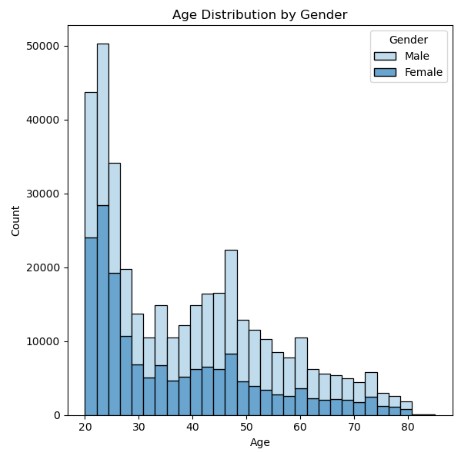 Age Distribution by Gender
Gender
Male
Female
50000
40000
30000
20000
10000
0
Count
20 30 40 50 60 70 80
Age